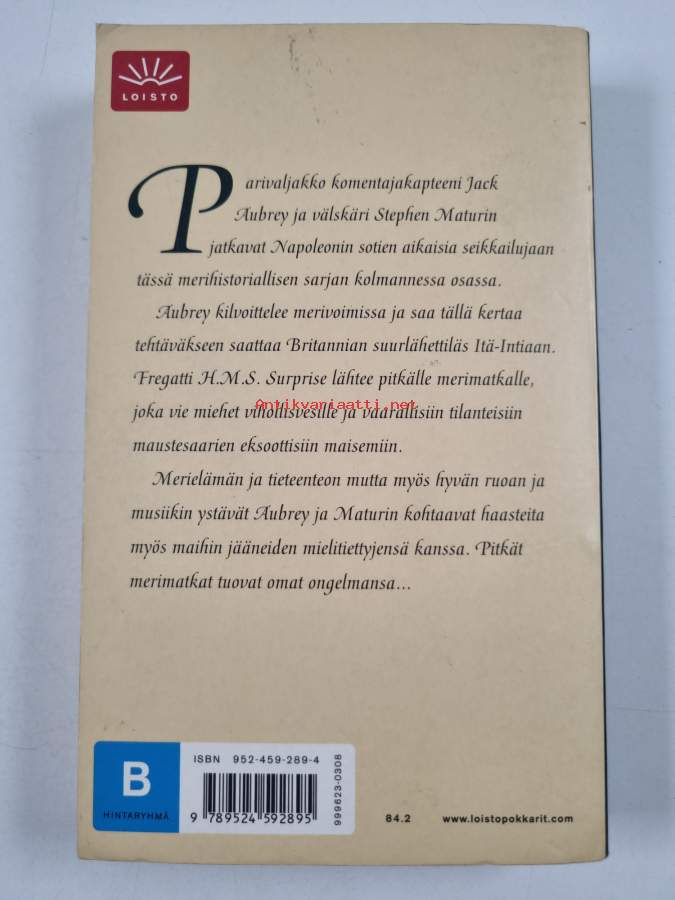 LOISTO
Parivaljakko komentajakapteeni Jack
Aubrey ja välskäri Stephen Maturin
jatkavat Napoleonin sotien aikaisia seikkailujaan
tässä merihistoriallisen sarjan kolmannessa osassa.
Aubrey kilvoittelee merivoimissa ja saa tällä kertaa
tehtäväkseen saattaa Britannian suurlähettiläs Itä-Intiaan.
Fregatti H.M.S. Surprise lähtee pitkälle merimatkalle,
joka vie miehet vihollisvesille ja vaarallisiin tilanteisiin
Antikvariaatti.net
maustesaarien eksoottisiin maisemiin.
Merielämän ja tieteenteon mutta myös hyvän ruoan ja
musiikin ystävät Aubrey ja Maturin kohtaavat haasteita
myös maihin jääneiden mielitiettyjensä kanssa. Pitkät
merimatkat tuovat omat ongelmansa...
B
HINTARYHMÄ
ISBN 952-459-289-4
9 789524 592895
999623-0308
84.2 www.loistopokkarit.com